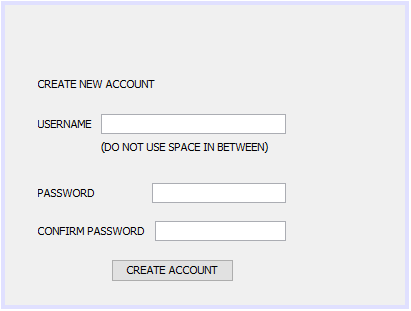 CREATE NEW ACCOUNT
USERNAME
(DO NOT USE SPACE IN BETWEEN)
PASSWORD
CONFIRM PASSWORD
CREATE ACCOUNT